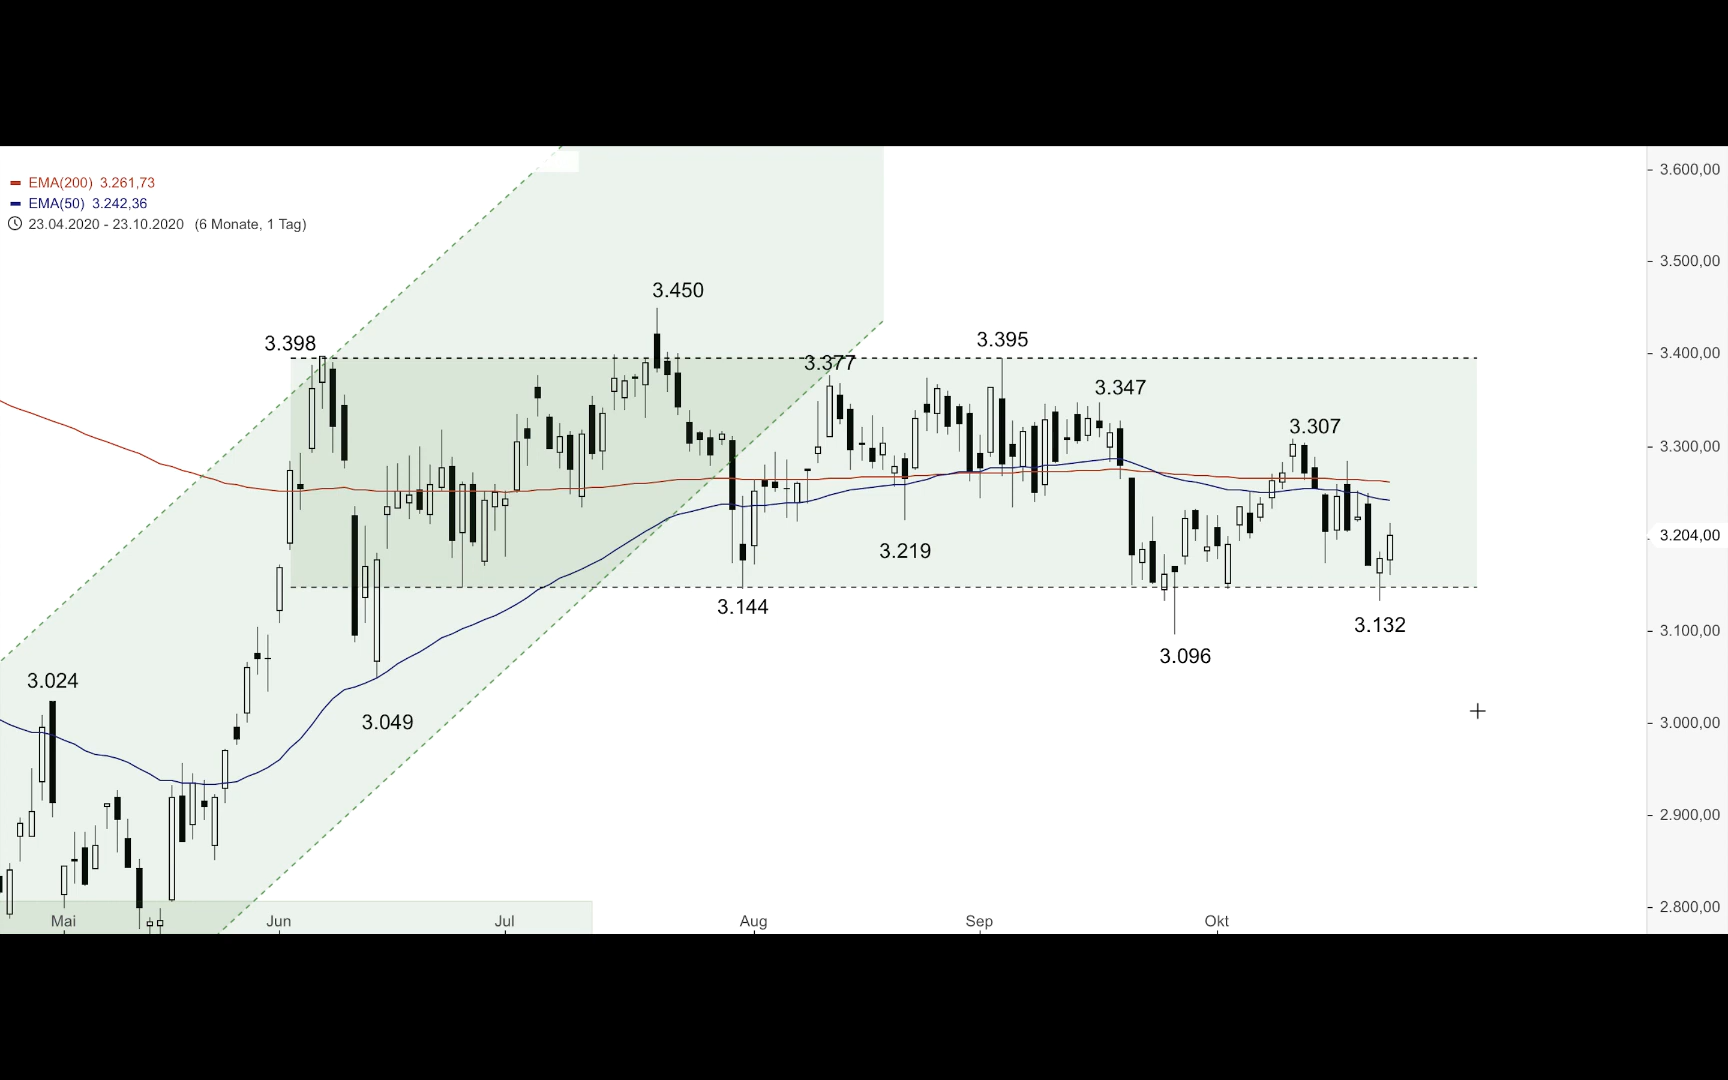 EMA(200) 3.261,73
EMA(50) 3.242,36
23.04.2020 - 23.10.2020 (6 Monate, 1 Tag)
3.600,00
3.500,00
3.400,00
3.300,00
3.204,00
3.100,00
3.000,00
2.900,00
2.800,00
3.450
3.398
3.395
3.377
3.347
3.307
3.219
3.144
3.132
3.096
3.024
3.049
Mai
Jun
Jul
Aug
Sep
Okt